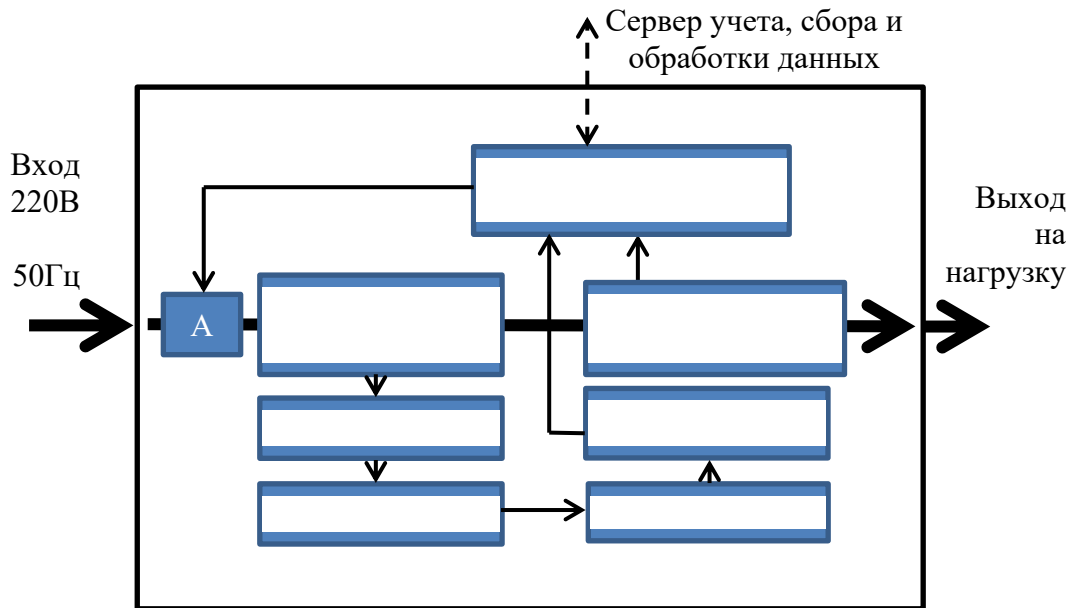 Сервер учета, сбора и
обработки данных
Вход
220В
50Гц
А
Выход
на
нагрузку